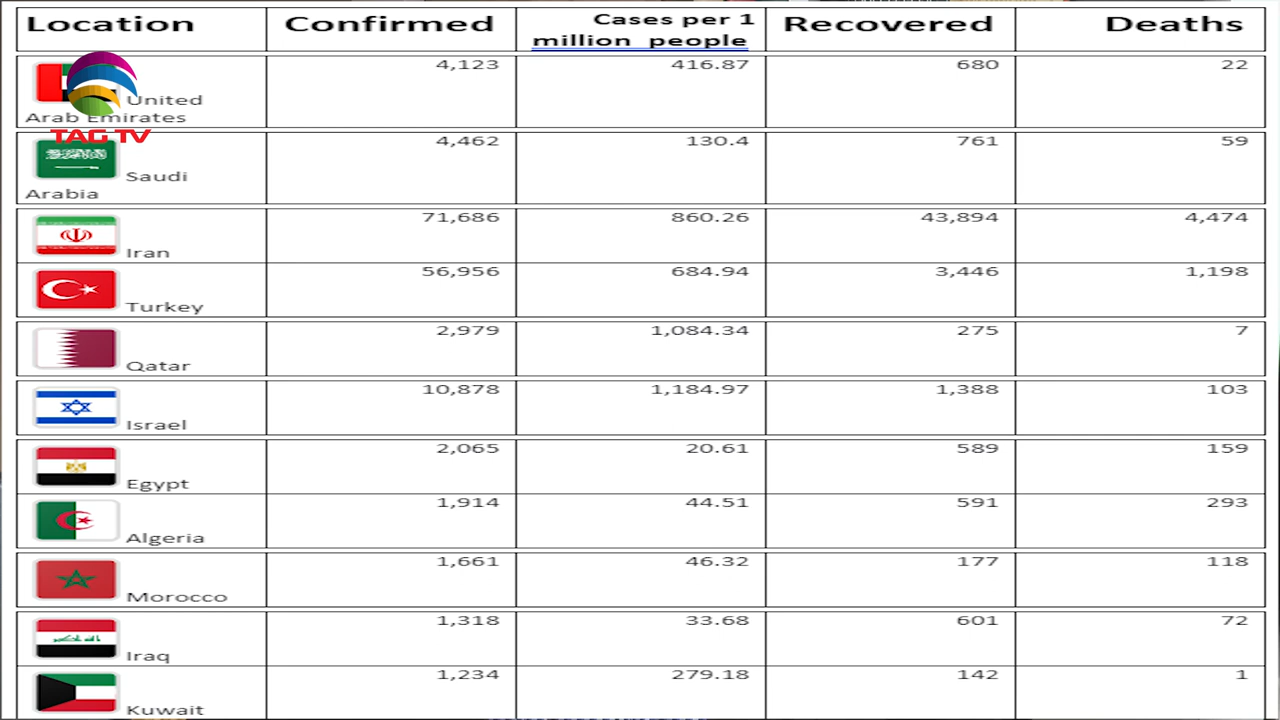 Location Confirmed Cases per 1 million people Recovered Deaths
United Arab Emirates 4,123 416.87 680 22
TAG TV
Saudi Arabia 4,462 130.4 761 59
Iran 71,686 860.26 43,894 4,474
Turkey 56,956 684.94 3,446 1,198
Qatar 2,979 1,084.34 275 7
Israel 10,878 1,184.97 1,388 103
Egypt 2,065 20.61 589 159
Algeria 1,914 44.51 591 293
Morocco 1,661 46.32 177 118
Iraq 1,318 33.68 601 72
Kuwait 1,234 279.18 142 1